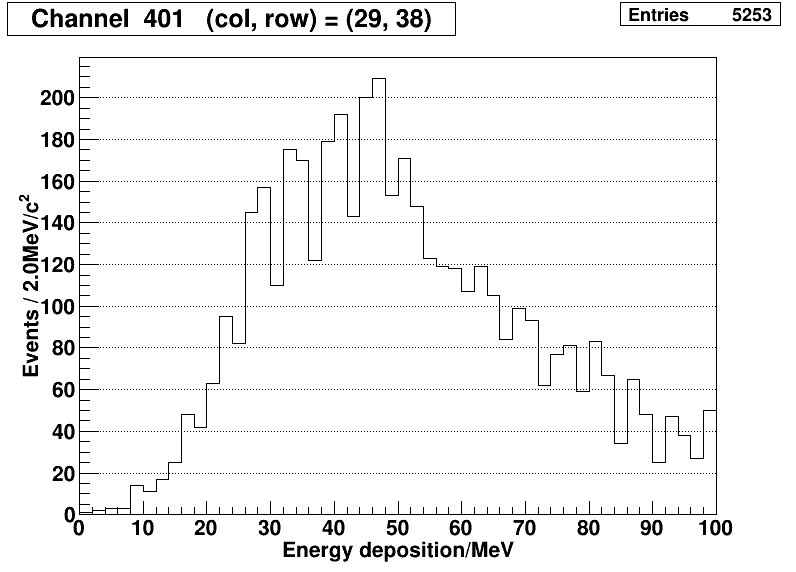 Channel 401 (col, row) = (29, 38)
Entries 5253
Events / 2.0MeV/c²
200
180
160
140
120
100
80
60
40
20
0
0 10 20 30 40 50 60 70 80 90 100
Energy deposition/MeV